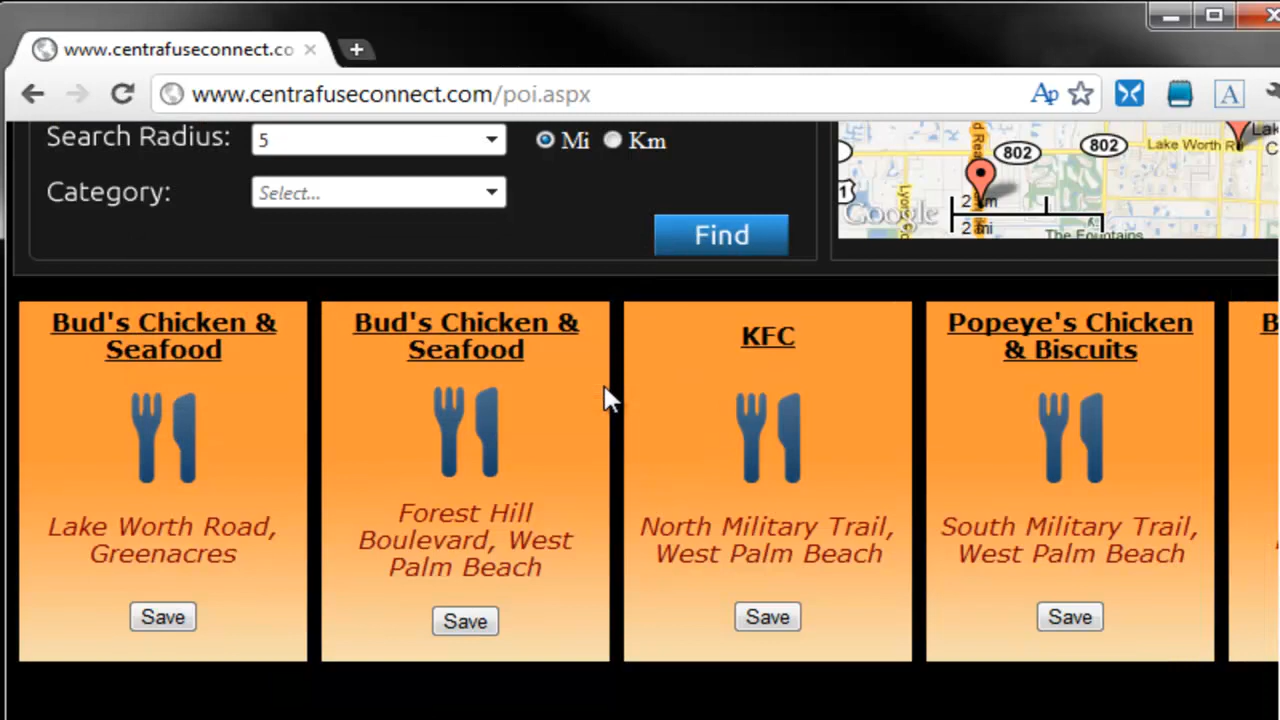 www.centrafuseconnect.co
www.centrafuseconnect.com/poi.aspx
Search Radius: 5 Mi Km
Category: Select...
Find
802
802
Lake Worth R
1
Google
2 mi
The Fountains
Bud's Chicken &
Seafood
Lake Worth Road,
Greenacres
Save
Bud's Chicken &
Seafood
Forest Hill
Boulevard, West
Palm Beach
Save
KFC
North Military Trail,
West Palm Beach
Save
Popeye's Chicken
& Biscuits
South Military Trail,
West Palm Beach
Save
B